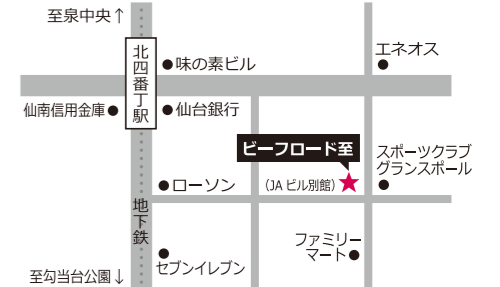 至泉中央↑
北四番丁駅
味の素ビル
エネオス
仙南信用金庫
仙台銀行
ビーフロード至
スポーツクラブ
グランスポール
ローソン
（JAビル別館）
地下鉄
ファミリー
マート
セブンイレブン
至勾当台公園↓